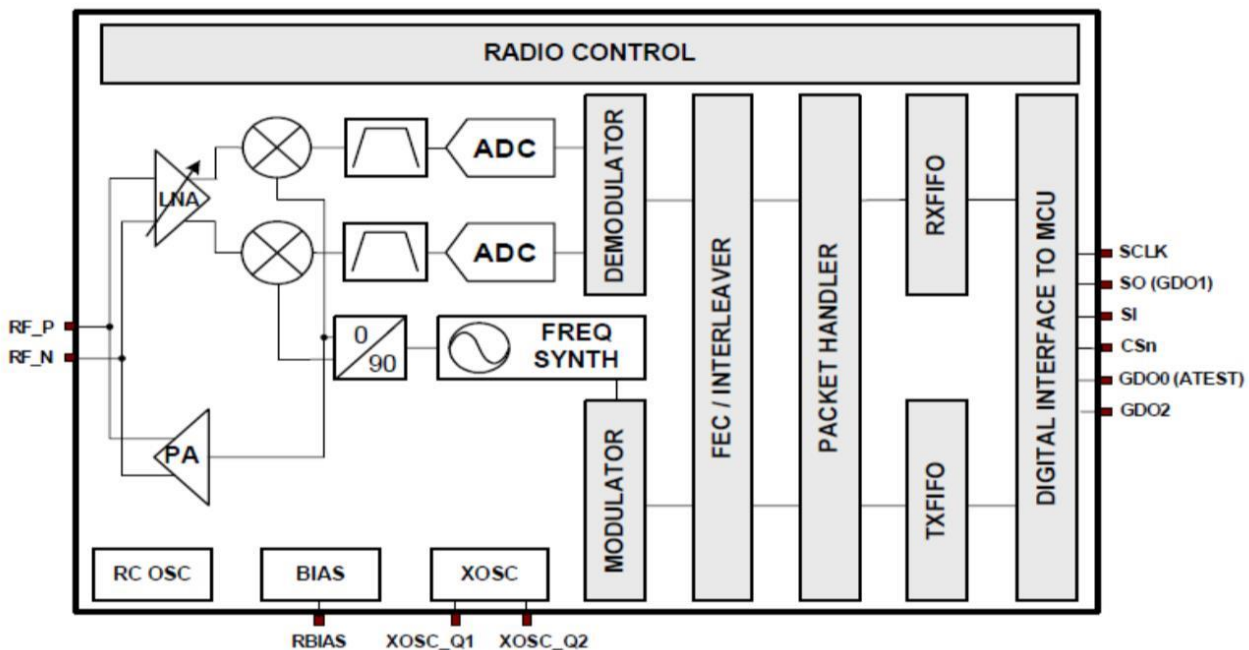 RADIO CONTROL
LNA
ADC
ADC
DEMODULATOR
FEC / INTERLEAVER
PACKET HANDLER
RXFIFO
DIGITAL INTERFACE TO MCU
SCLK
SO (GDO1)
SI
CSn
GDO0 (ATEST)
GDO2
RF_P
RF_N
0
90
FREQ
SYNTH
PA
MODULATOR
TXFIFO
RC OSC
BIAS
XOSC
RBIAS
XOSC_Q1
XOSC_Q2